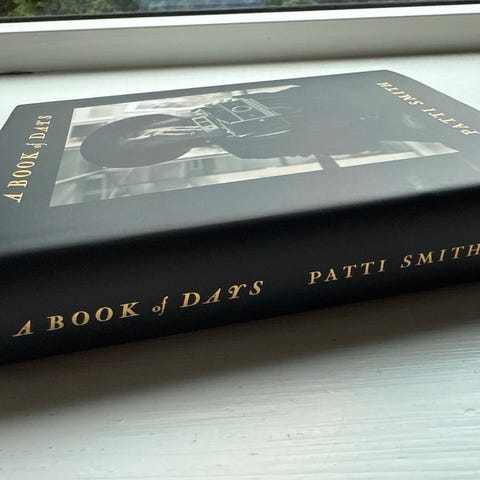 A BOOK of DAYS
PATTI SMITH
A BOOK of DAYS PATTI SMITH